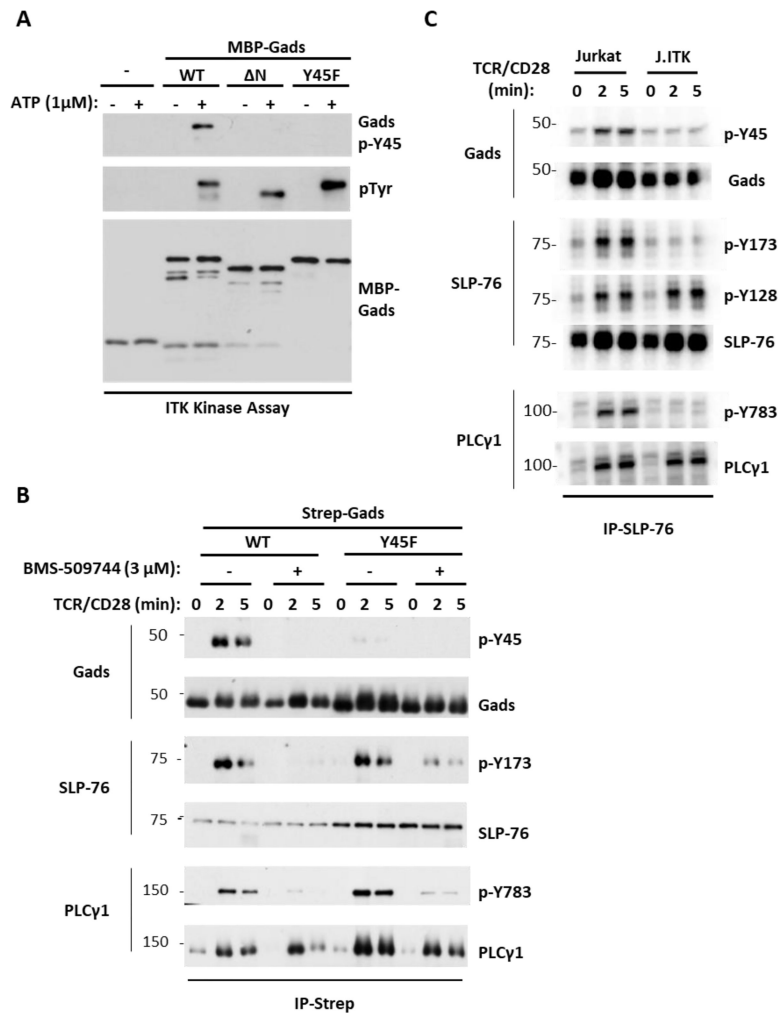 A
MBP-Gads
- WT ΔN Y45F
ATP (1μM): - + - + - + - +
Gads
p-Y45
pTyr
MBP-
Gads
ITK Kinase Assay
B
Strep-Gads
WT Y45F
BMS-509744 (3 μM): - + - +
TCR/CD28 (min): 0 2 5 0 2 5 0 2 5 0 2 5
Gads
50 - p-Y45
50 - Gads
SLP-76
75 - p-Y173
75 - SLP-76
PLCγ1
150 - p-Y783
150 - PLCγ1
IP-Strep
C
Jurkat J.ITK
TCR/CD28
(min): 0 2 5 0 2 5
Gads
50- p-Y45
50- Gads
SLP-76
75- p-Y173
75- p-Y128
75- SLP-76
PLCγ1
100- p-Y783
100- PLCγ1
IP-SLP-76